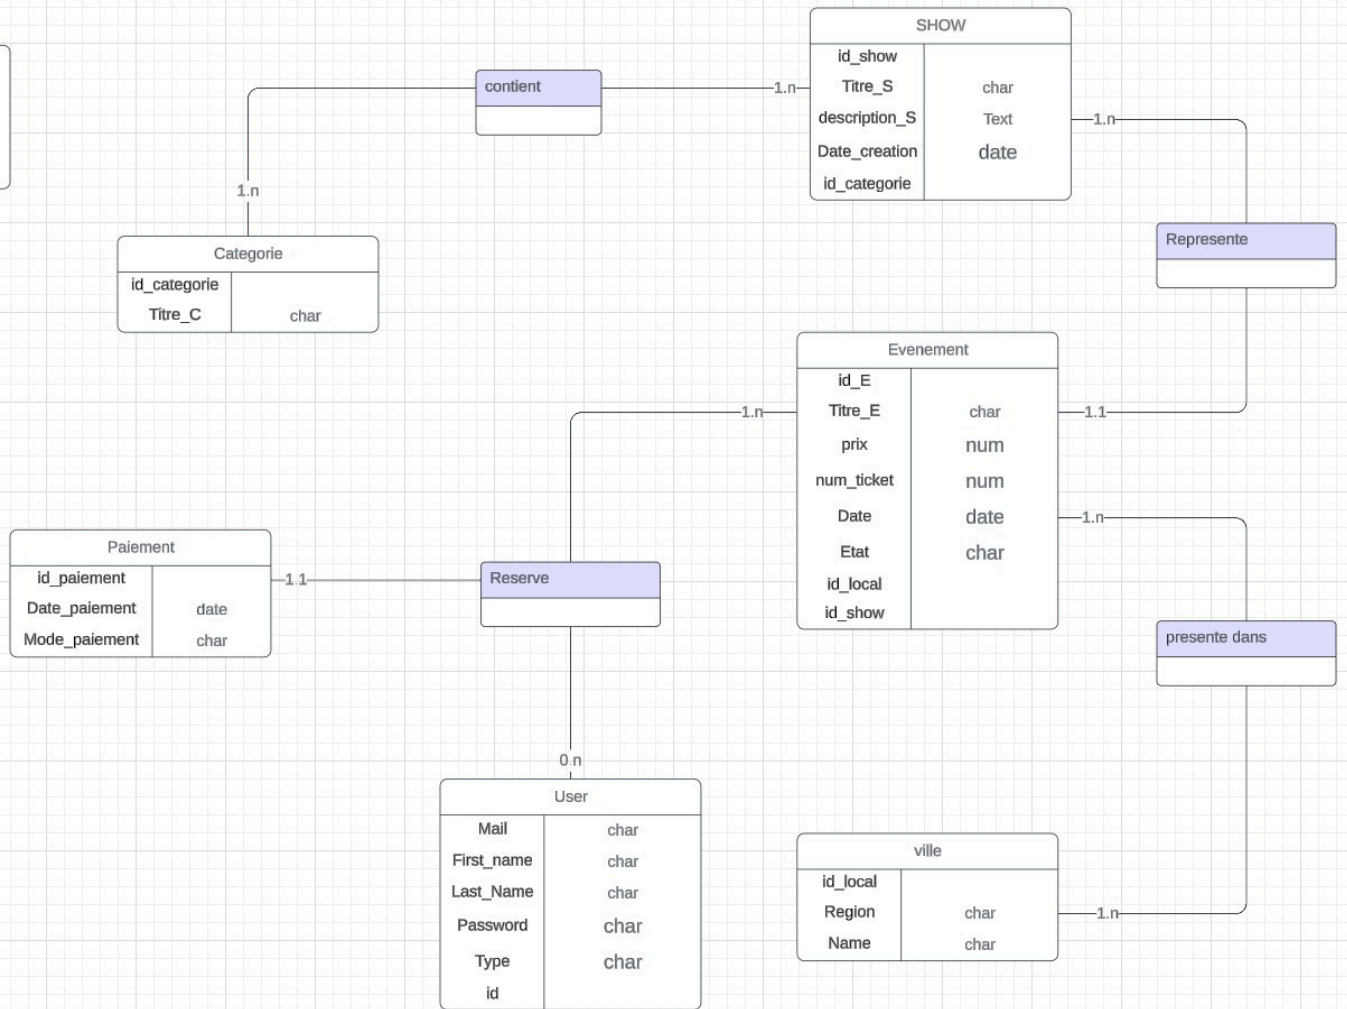 SHOW
id_show
Titre_S char
description_S Text
Date_creation date
id_categorie
contient
1.n
1.n
1.n
Categorie
id_categorie
Titre_C char
Represente
Evenement
id_E
Titre_E char
prix num
num_ticket num
Date date
Etat char
id_local
id_show
1.n
1.1
1.n
Paiement
id_paiement
Date_paiement date
Mode_paiement char
1.1
Reserve
presente dans
0.n
User
Mail char
First_name char
Last_Name char
Password char
Type char
id
ville
id_local
Region char
Name char
1.n